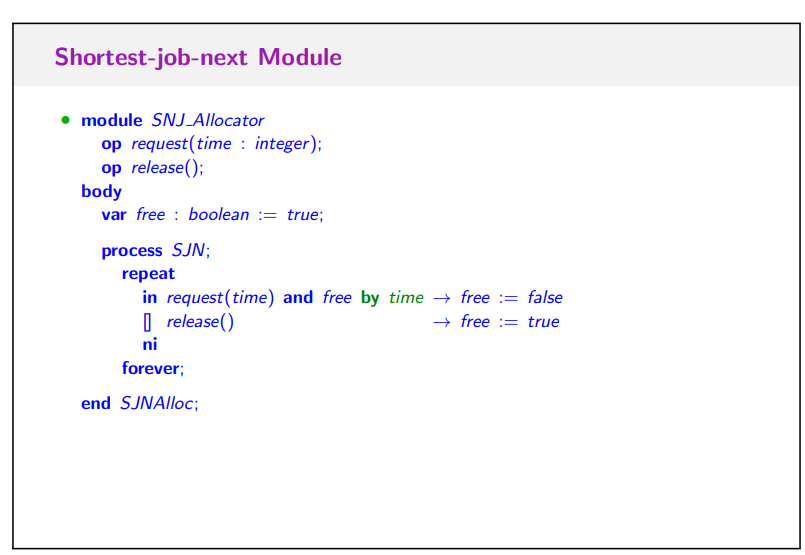 Shortest-job-next Module
• module SNJ_Allocator
op request(time : integer);
op release();
body
var free : boolean := true;
process SJN;
repeat
in request(time) and free by time → free := false
[] release() → free := true
ni
forever;
end SJNAlloc;